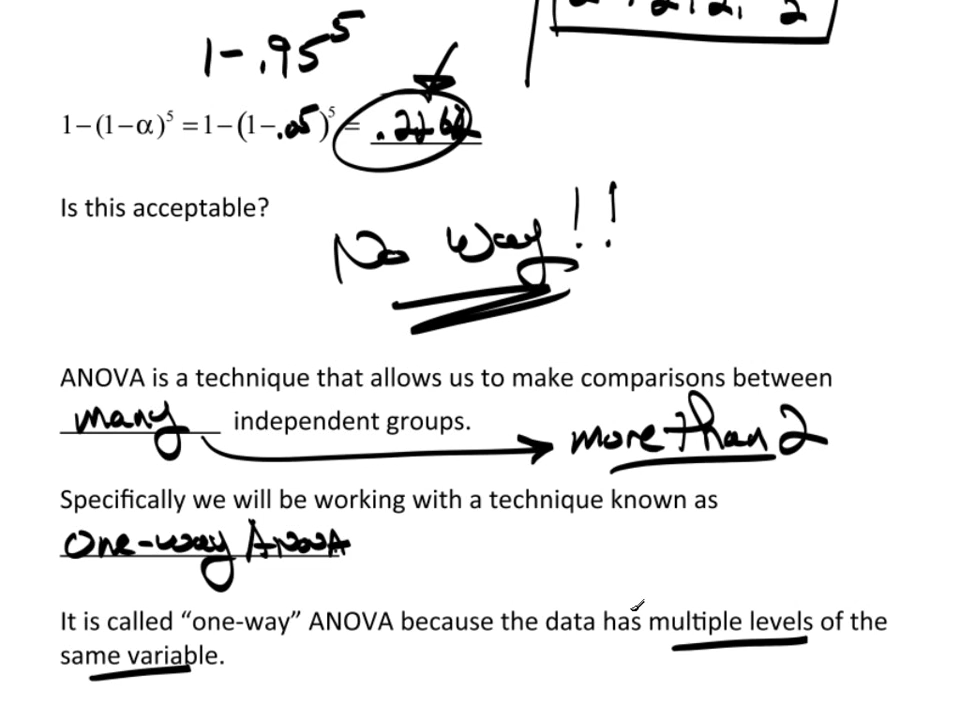 1-.95⁵
1−(1−α)⁵ = 1−(1−.05)⁵ = .2262
Is this acceptable?
No Way!!
ANOVA is a technique that allows us to make comparisons between
many independent groups. more than 2
Specifically we will be working with a technique known as
One-way ANOVA
It is called “one-way” ANOVA because the data has multiple levels of the
same variable.